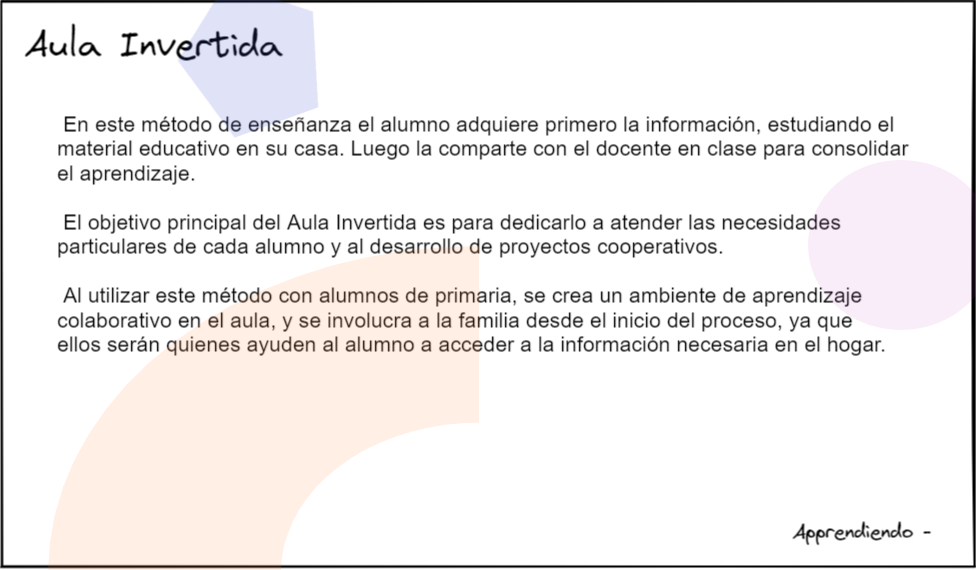 Aula Invertida
En este método de enseñanza el alumno adquiere primero la información, estudiando el
material educativo en su casa. Luego la comparte con el docente en clase para consolidar
el aprendizaje.
El objetivo principal del Aula Invertida es para dedicarlo a atender las necesidades
particulares de cada alumno y al desarrollo de proyectos cooperativos.
Al utilizar este método con alumnos de primaria, se crea un ambiente de aprendizaje
colaborativo en el aula, y se involucra a la familia desde el inicio del proceso, ya que
ellos serán quienes ayuden al alumno a acceder a la información necesaria en el hogar.
Apprendiendo -